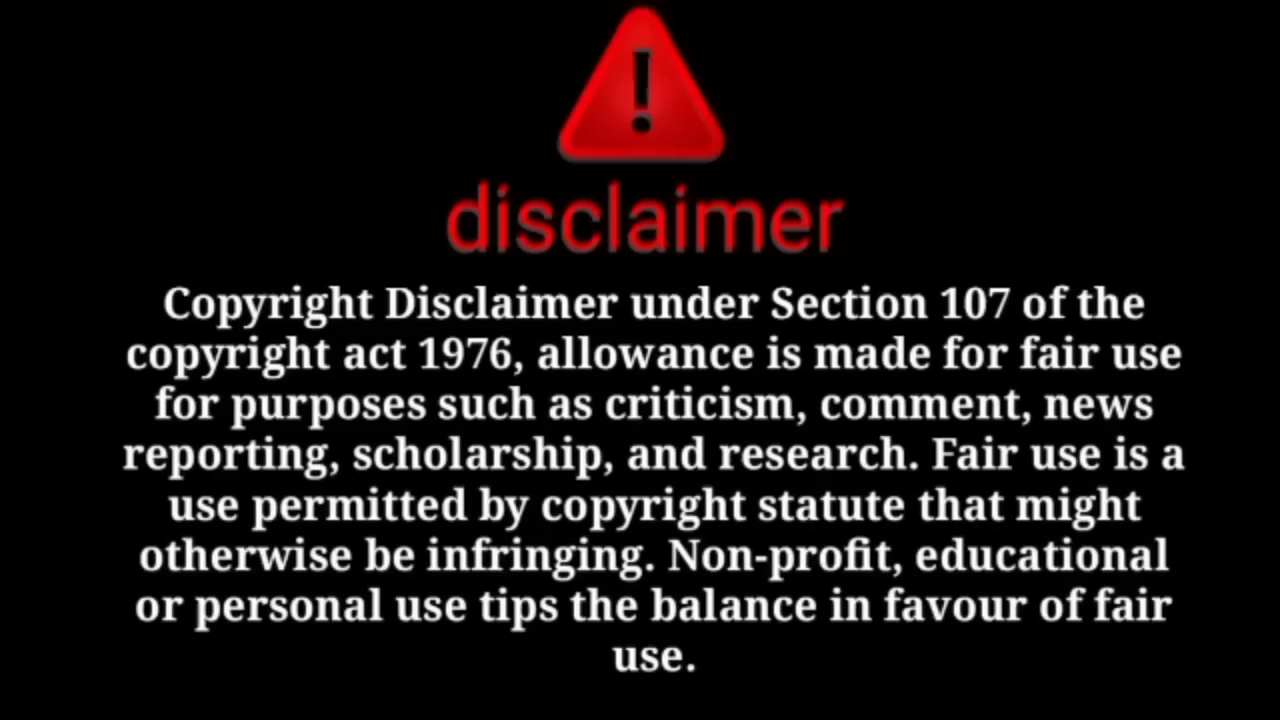 !
disclaimer
Copyright Disclaimer under Section 107 of the
copyright act 1976, allowance is made for fair use
for purposes such as criticism, comment, news
reporting, scholarship, and research. Fair use is a
use permitted by copyright statute that might
otherwise be infringing. Non-profit, educational
or personal use tips the balance in favour of fair
use.